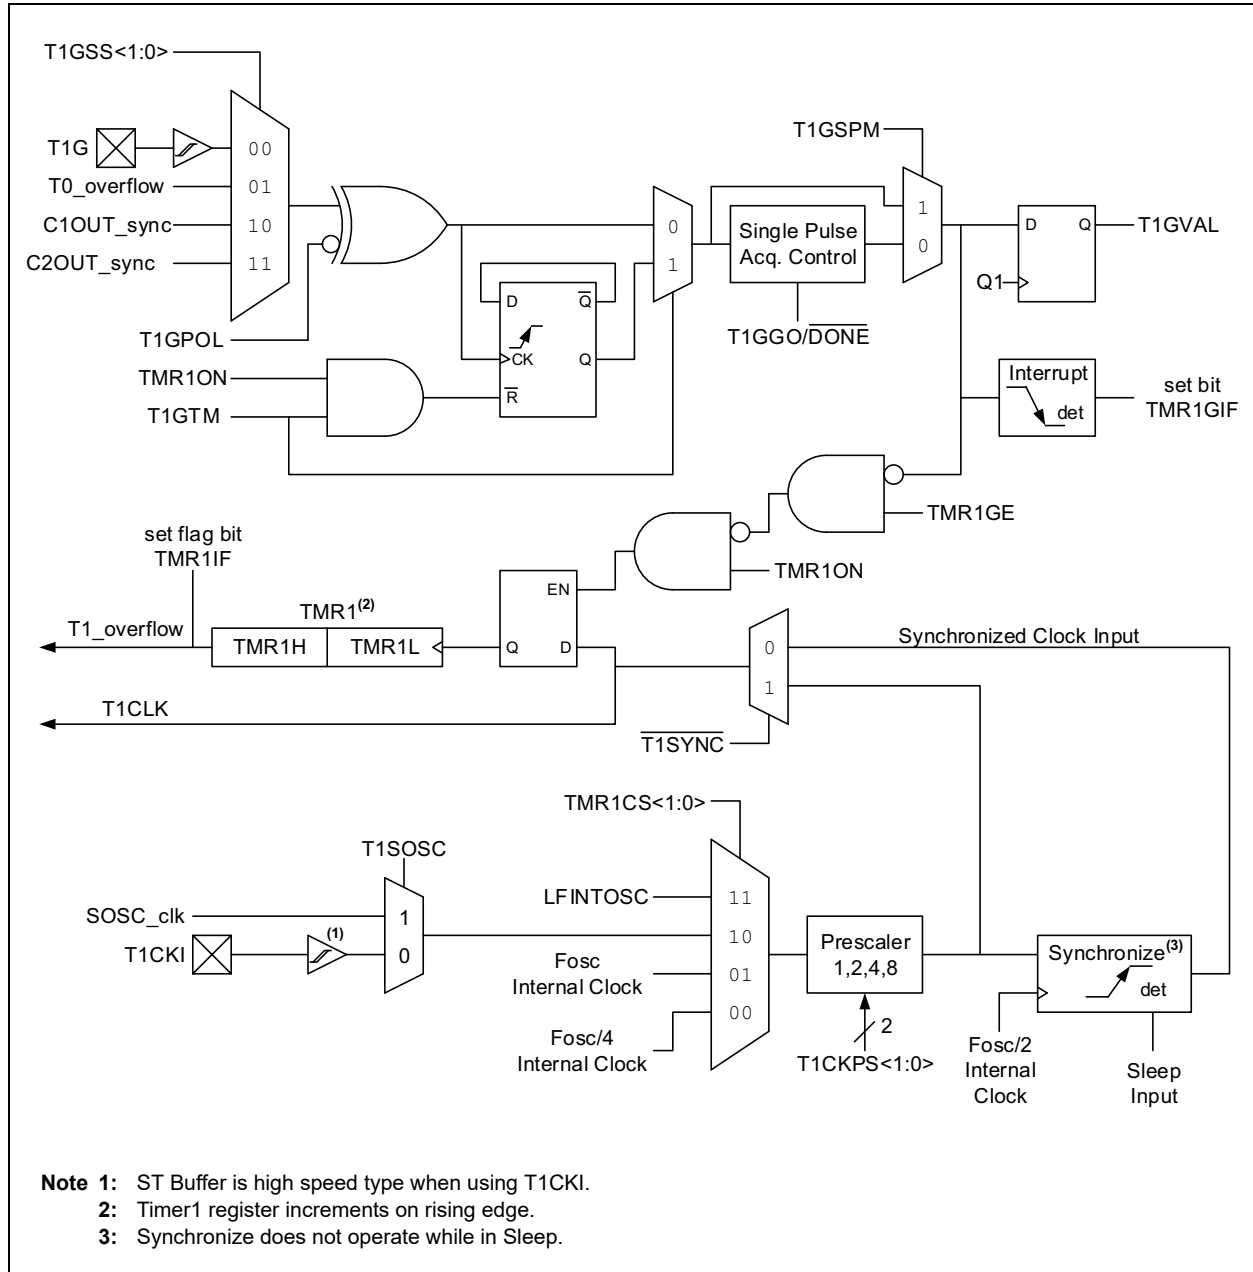 T1GSS<1:0>
T1G
00
T0_overflow
01
C1OUT_sync
10
C2OUT_sync
11
T1GPOL
TMR1ON
T1GTM
D
Q
CK
Q
R
0
1
T1GSPM
Single Pulse
Acq. Control
T1GGO/DONE
1
0
D
Q
T1GVAL
Q1
Interrupt
det
set bit
TMR1GIF
TMR1GE
TMR1ON
set flag bit
TMR1IF
T1_overflow
TMR1(2)
TMR1H
TMR1L
EN
Q
D
T1CLK
0
1
Synchronized Clock Input
T1SYNC
TMR1CS<1:0>
T1SOSC
SOSC_clk
T1CKI
(1)
1
0
LFINTOSC
11
10
Fosc
Internal Clock
01
00
Fosc/4
Internal Clock
Prescaler
1,2,4,8
2
T1CKPS<1:0>
Synchronize(3)
det
Fosc/2
Internal
Clock
Sleep
Input
Note 1: ST Buffer is high speed type when using T1CKI.
2: Timer1 register increments on rising edge.
3: Synchronize does not operate while in Sleep.